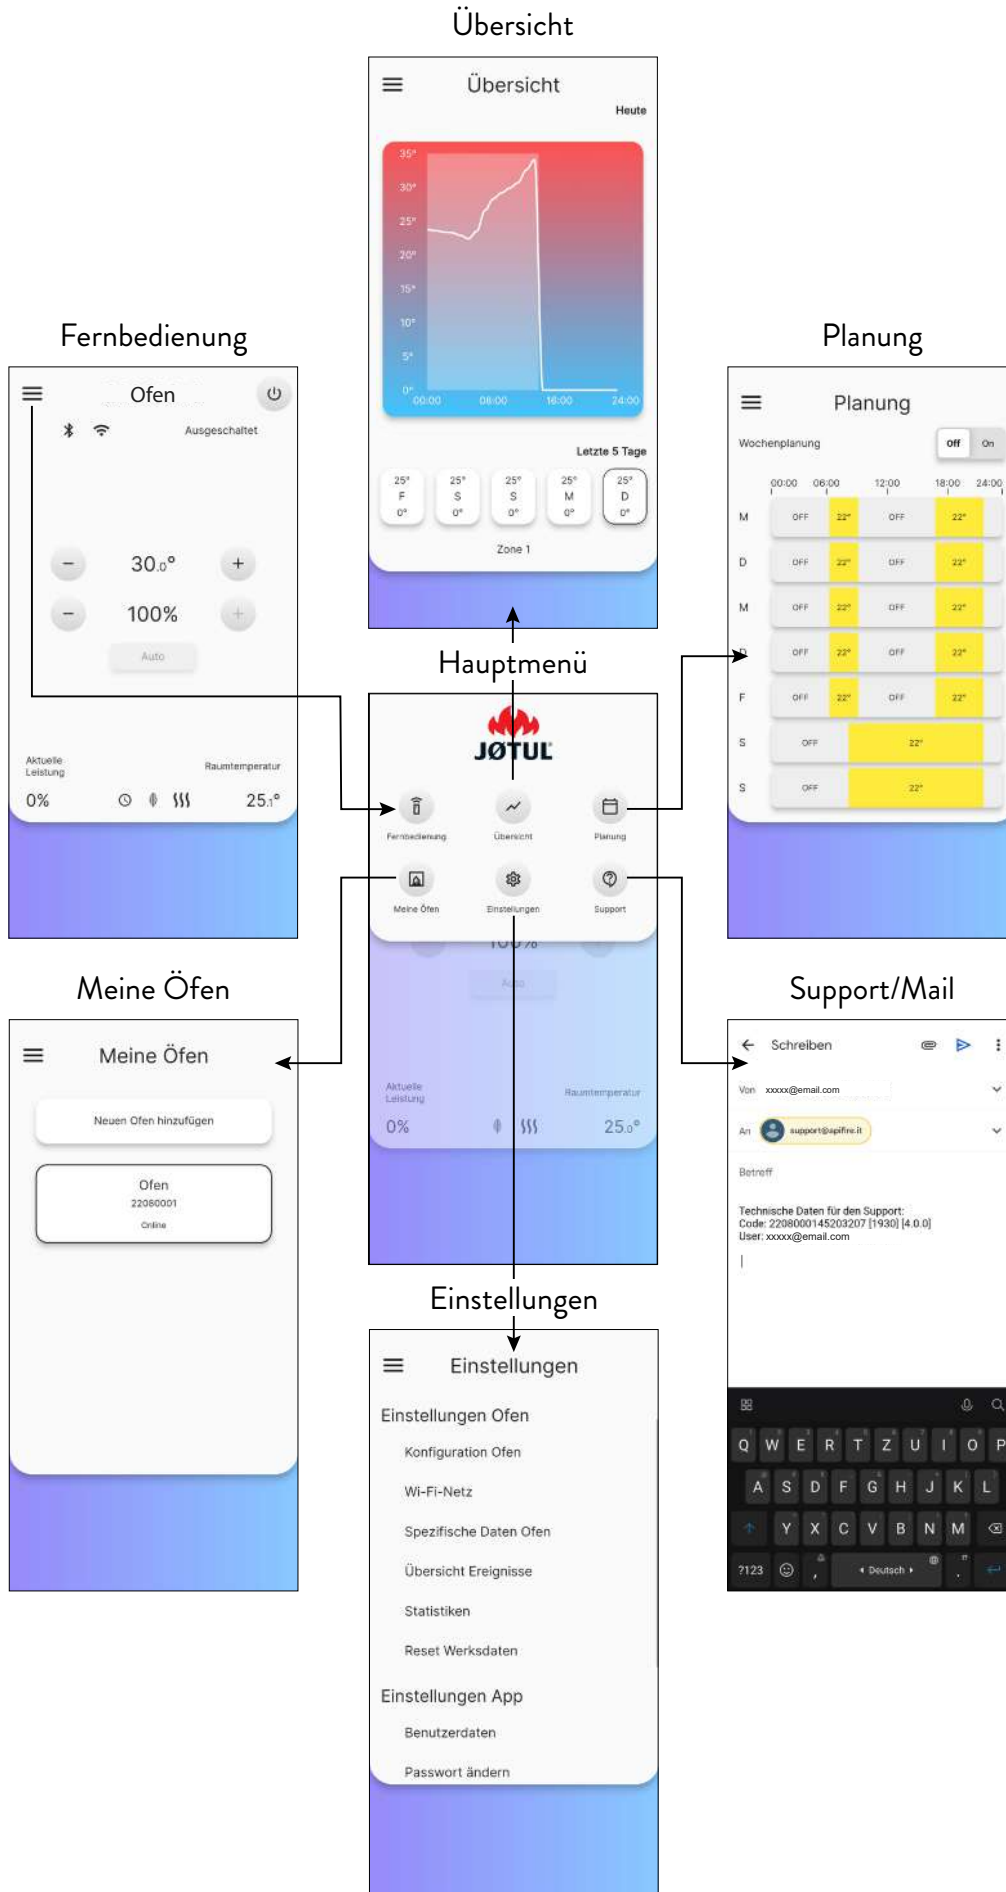 Übersicht
Übersicht
Heute
35°
30°
25°
20°
15°
10°
5°
0°
00:00 08:00 16:00 24:00
Letzte 5 Tage
25° 25° 25° 25° 25°
F S S M D
0° 0° 0° 0° 0°
Zone 1
Fernbedienung
Ofen
Ausgeschaltet
30.0°
100%
Auto
Aktuelle
Leistung
Raumtemperatur
0%
25.1°
Planung
Planung
Wochenplanung
Off On
00:00 06:00 12:00 18:00 24:00
M OFF 22° OFF 22°
D OFF 22° OFF 22°
M OFF 22° OFF 22°
D OFF 22° OFF 22°
F OFF 22° OFF 22°
S OFF 22°
S OFF 22°
Hauptmenü
JØTUL
Fernbedienung Übersicht Planung
Meine Öfen Einstellungen Support
100%
Auto
Aktuelle
Leistung
Raumtemperatur
0%
25.0°
Meine Öfen
Meine Öfen
Neuen Ofen hinzufügen
Ofen
22080001
Online
Support/Mail
Schreiben
Von xxxxx@email.com
An support@apifire.it
Betreff
Technische Daten für den Support:
Code: 2208000145203207 [1930] [4.0.0]
User: xxxxx@email.com
Q W E R T Z U I O P
A S D F G H J K L
Y X C V B N M
?123 , Deutsch .
Einstellungen
Einstellungen
Einstellungen Ofen
Konfiguration Ofen
Wi-Fi-Netz
Spezifische Daten Ofen
Übersicht Ereignisse
Statistiken
Reset Werksdaten
Einstellungen App
Benutzerdaten
Passwort ändern